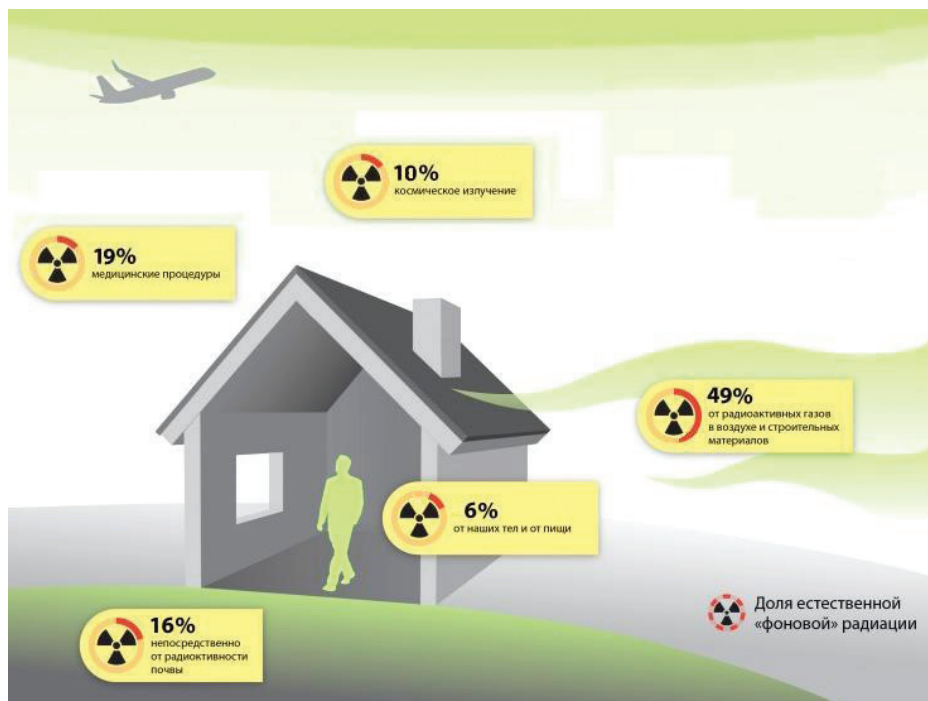 10%
космическое излучение
19%
медицинские процедуры
49%
от радиоактивных газов
в воздухе и строительных
материалов
6%
от наших тел и от пищи
16%
непосредственно
от радиоктивности
почвы
Доля естественной
«фоновой» радиации